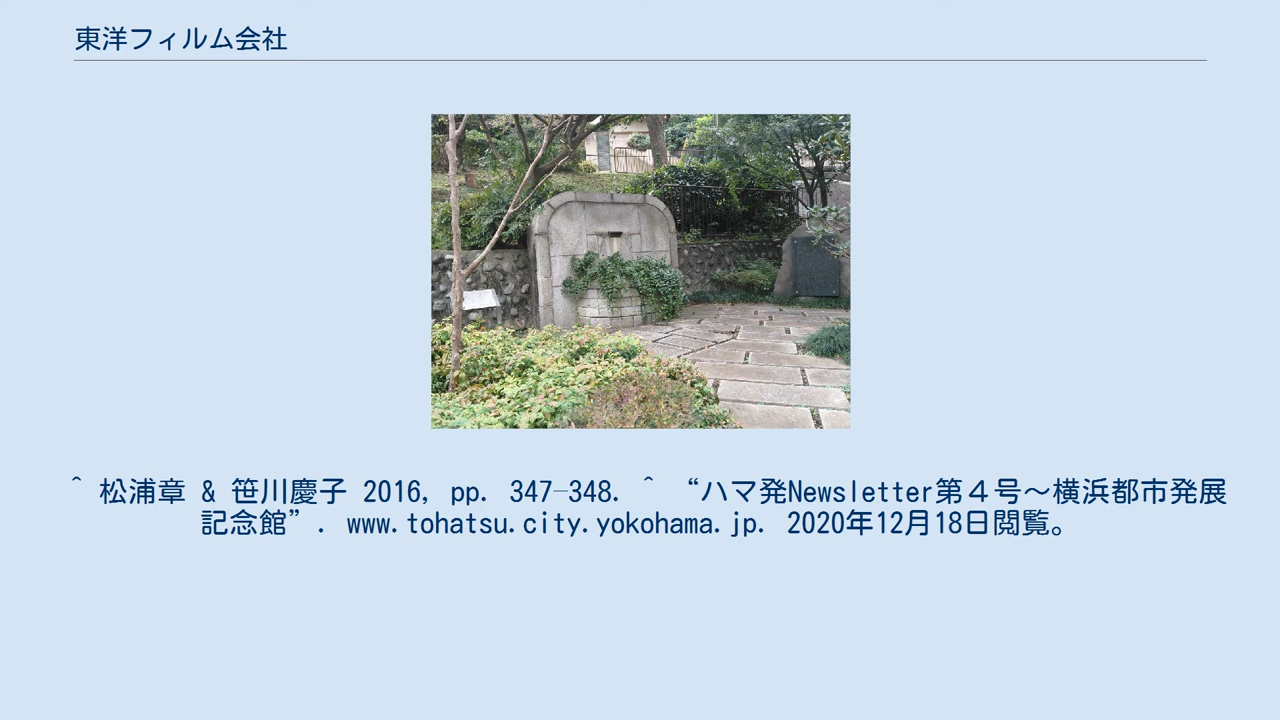 東洋フィルム会社
^ 松浦章 & 笹川慶子 2016, pp. 347–348. ^ “ハマ発Newsletter第４号～横浜都市発展
記念館”. www.tohatsu.city.yokohama.jp. 2020年12月18日閲覧。